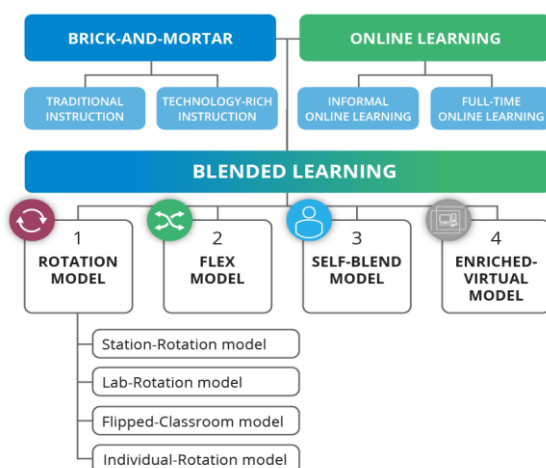 BRICK-AND-MORTAR
ONLINE LEARNING
TRADITIONAL
INSTRUCTION
TECHNOLOGY-RICH
INSTRUCTION
INFORMAL
ONLINE LEARNING
FULL-TIME
ONLINE LEARNING
BLENDED LEARNING
1
ROTATION
MODEL
2
FLEX
MODEL
3
SELF-BLEND
MODEL
4
ENRICHED-
VIRTUAL
MODEL
Station-Rotation model
Lab-Rotation model
Flipped-Classroom model
Individual-Rotation model